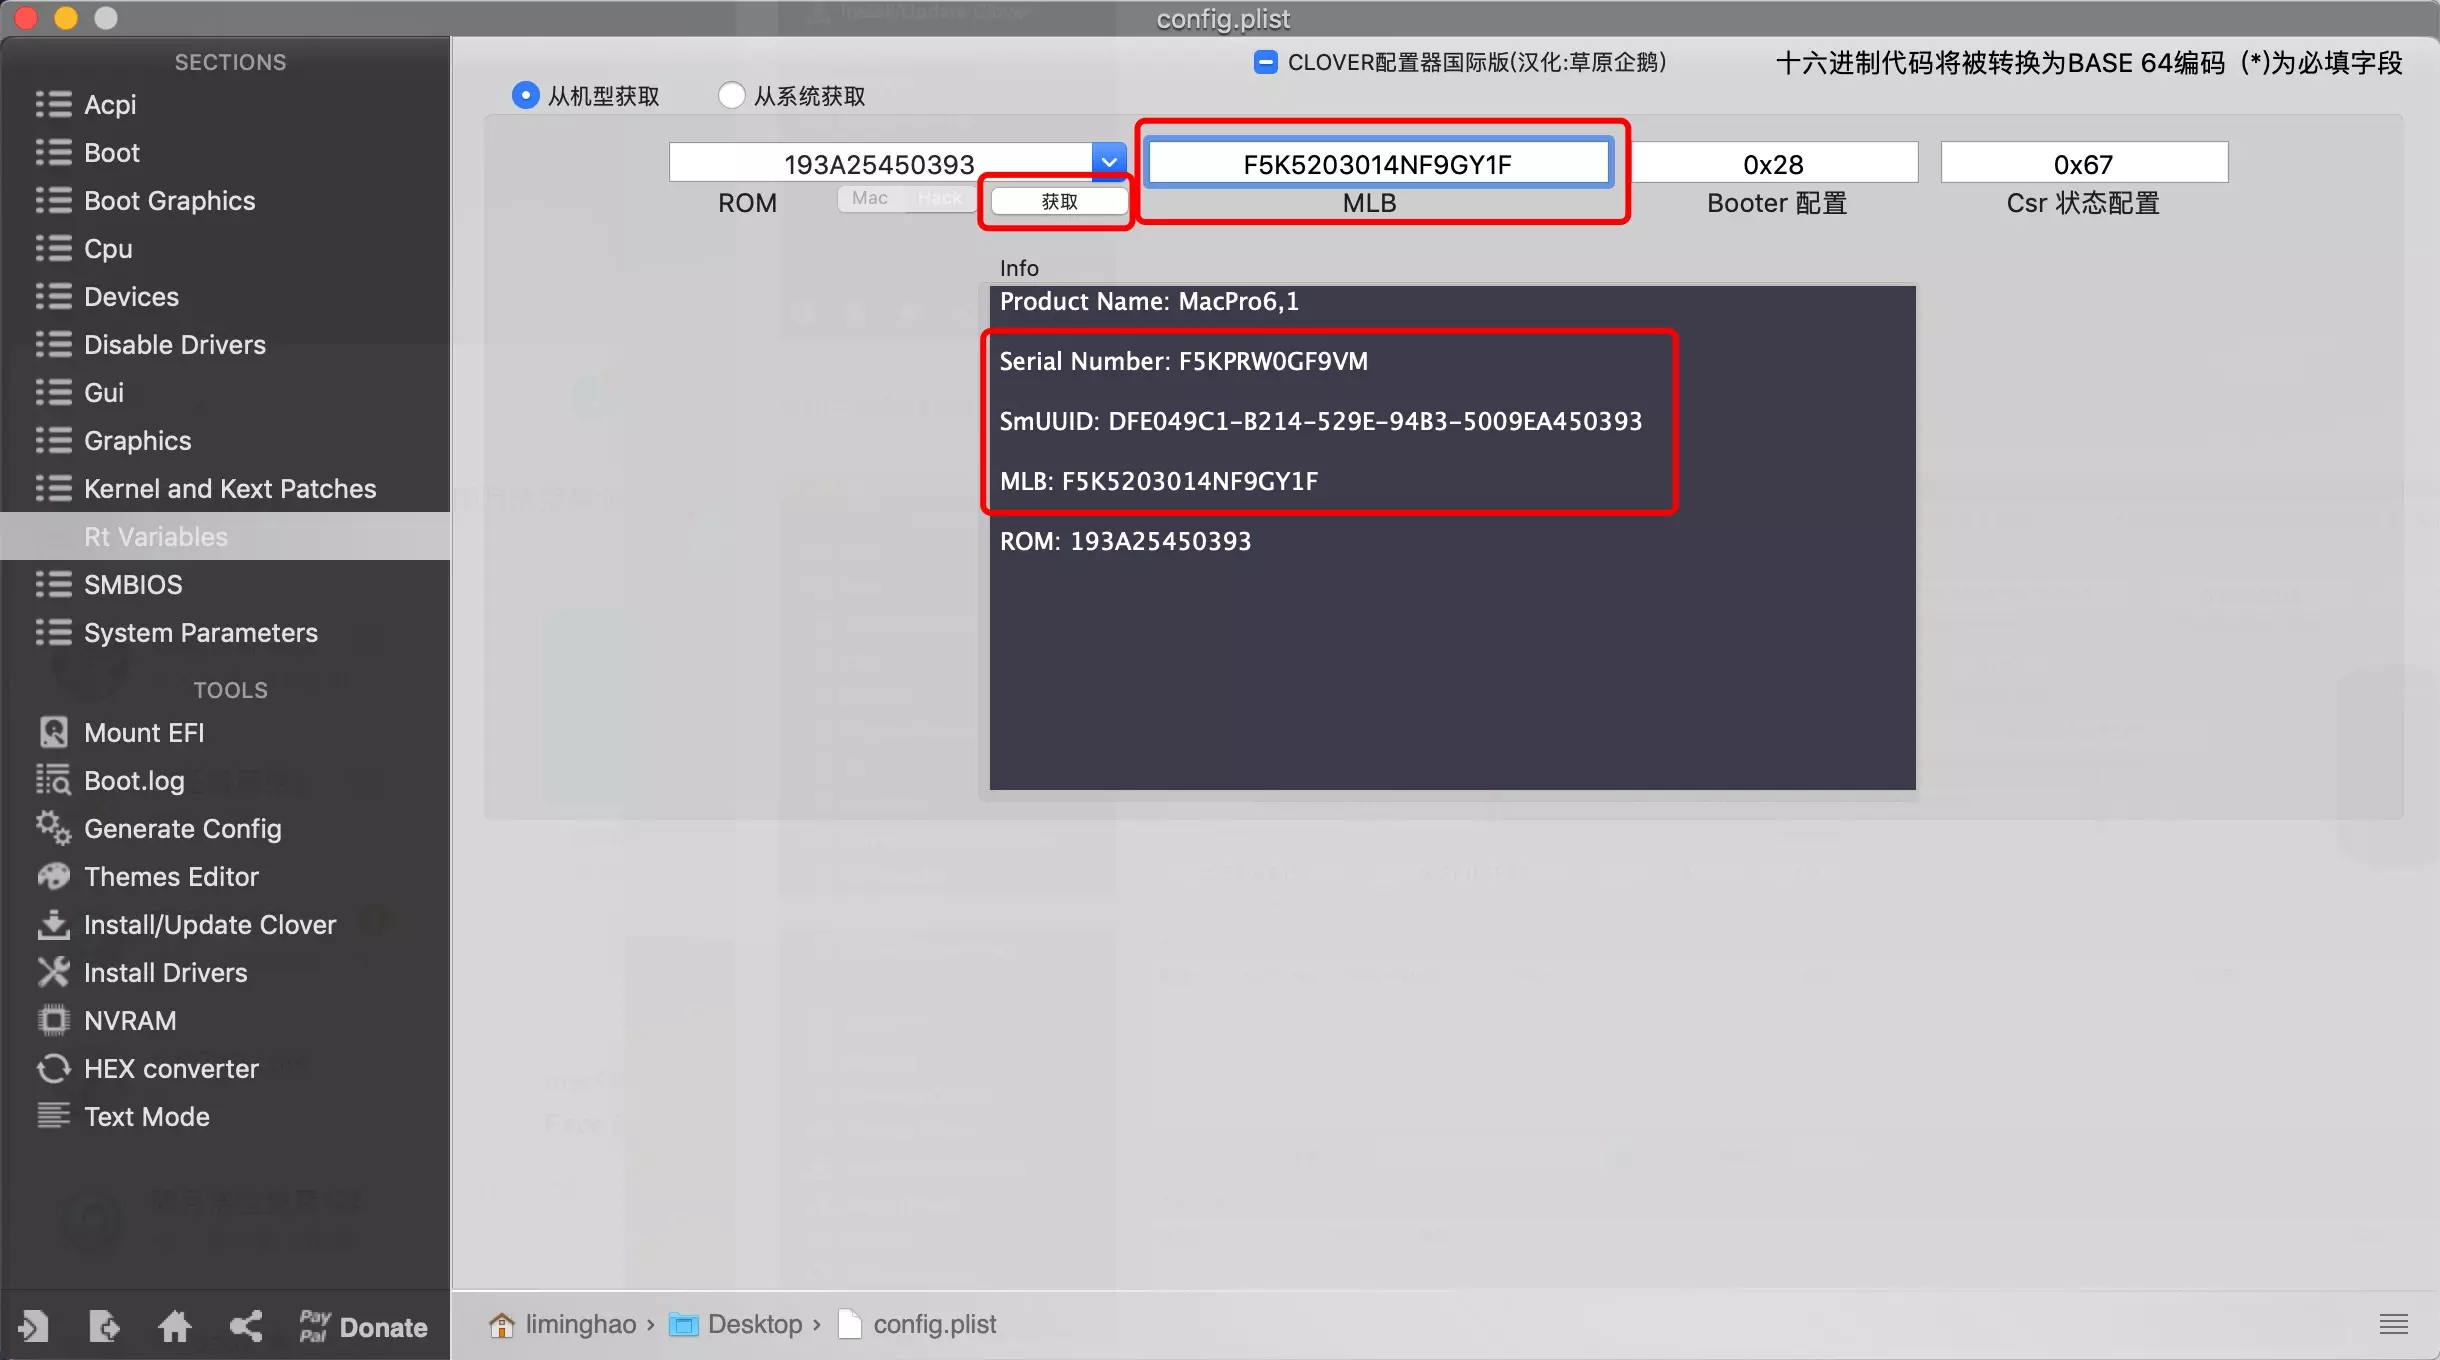 config.plist
SECTIONS
Acpi
Boot
Boot Graphics
Cpu
Devices
Disable Drivers
Gui
Graphics
Kernel and Kext Patches
Rt Variables
SMBIOS
System Parameters
TOOLS
Mount EFI
Boot.log
Generate Config
Themes Editor
Install/Update Clover
Install Drivers
NVRAM
HEX converter
Text Mode
PayPal Donate
CLOVER配置器国际版(汉化:草原企鹅)
十六进制代码将被转换为BASE 64编码 (*)为必填字段
从机型获取 从系统获取
193A25450393 F5K5203014NF9GY1F 0x28 0x67
ROM Mac Hack 获取 MLB Booter 配置 Csr 状态配置
Info
Product Name: MacPro6,1
Serial Number: F5KPRW0GF9VM
SmUUID: DFE049C1-B214-529E-94B3-5009EA450393
MLB: F5K5203014NF9GY1F
ROM: 193A25450393
liminghao › Desktop › config.plist